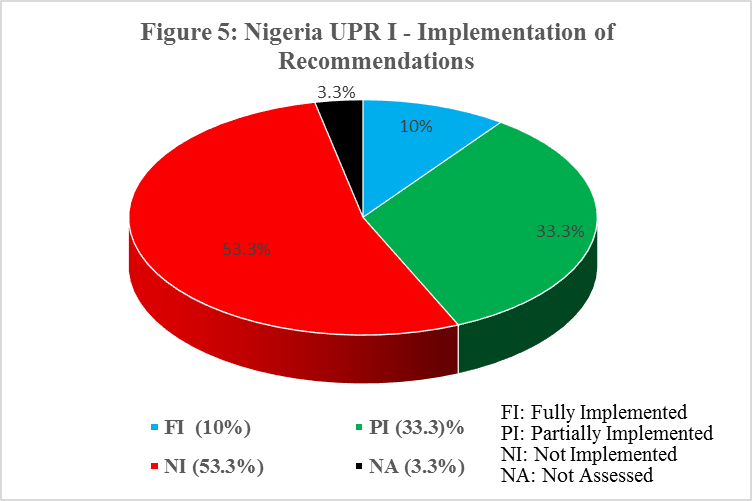 Figure 5: Nigeria UPR I - Implementation of
Recommendations
3.3%
10%
33.3%
53.3%
FI (10%)
PI (33.3)%
NI (53.3%)
NA (3.3%)
FI: Fully Implemented
PI: Partially Implemented
NI: Not Implemented
NA: Not Assessed